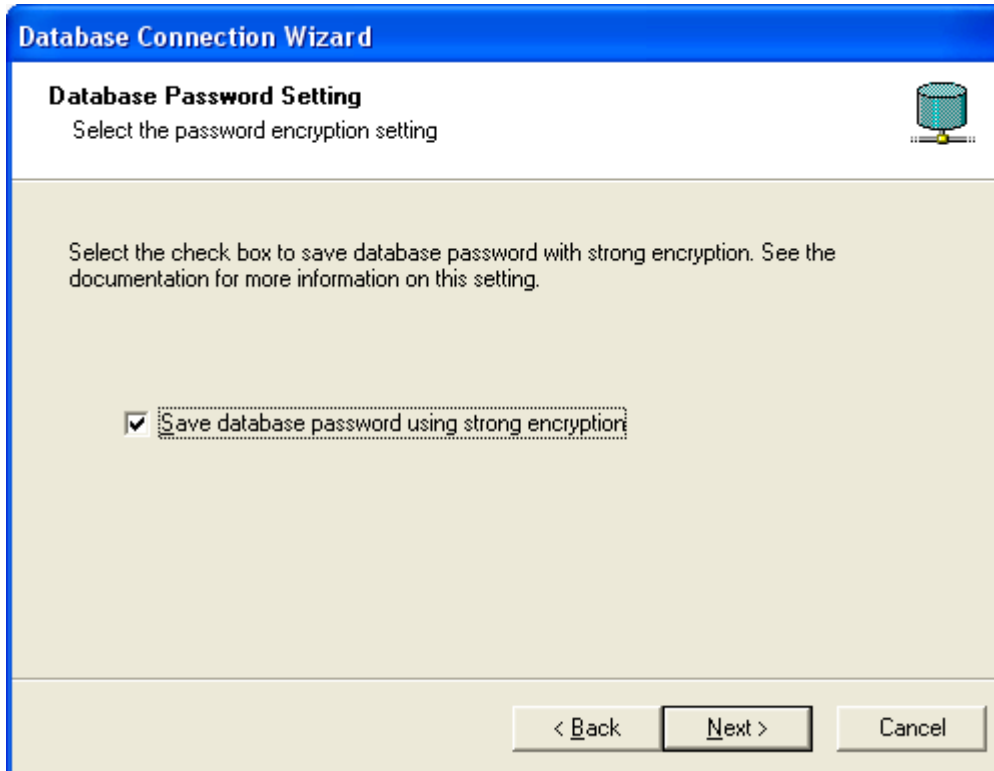 Database Connection Wizard
Database Password Setting
Select the password encryption setting
Select the check box to save database password with strong encryption. See the
documentation for more information on this setting.
Save database password using strong encryption
< Back
Next >
Cancel